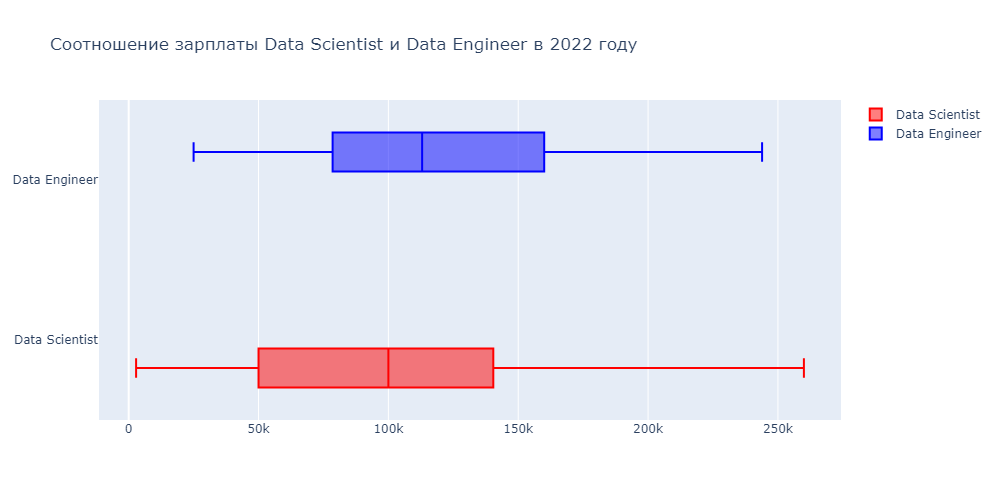 Соотношение зарплаты Data Scientist и Data Engineer в 2022 году
Data Scientist
Data Engineer
Data Engineer
Data Scientist
0 50k 100k 150k 200k 250k